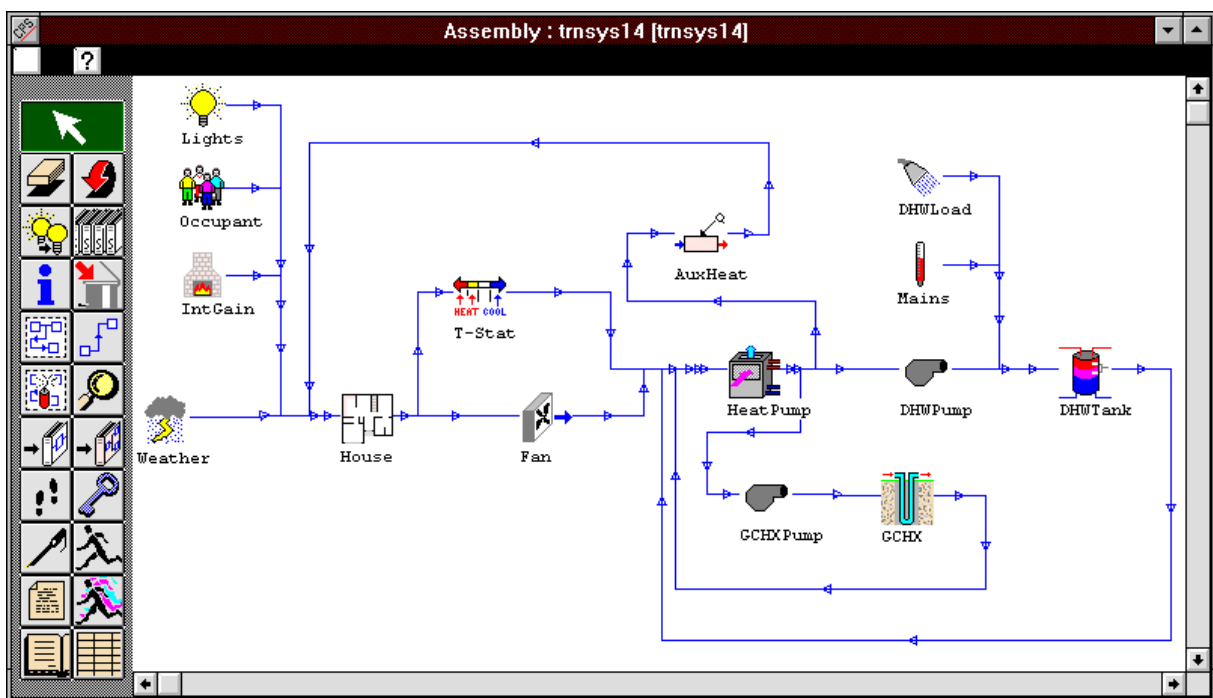 CPS
Assembly : trnsys14 [trnsys14]
?
Lights
Occupant
IntGain
Weather
House
HEAT COOL
T-Stat
Fan
AuxHeat
HeatPump
GCHXPump
GCHX
DHWLoad
Mains
DHWPump
DHWTank